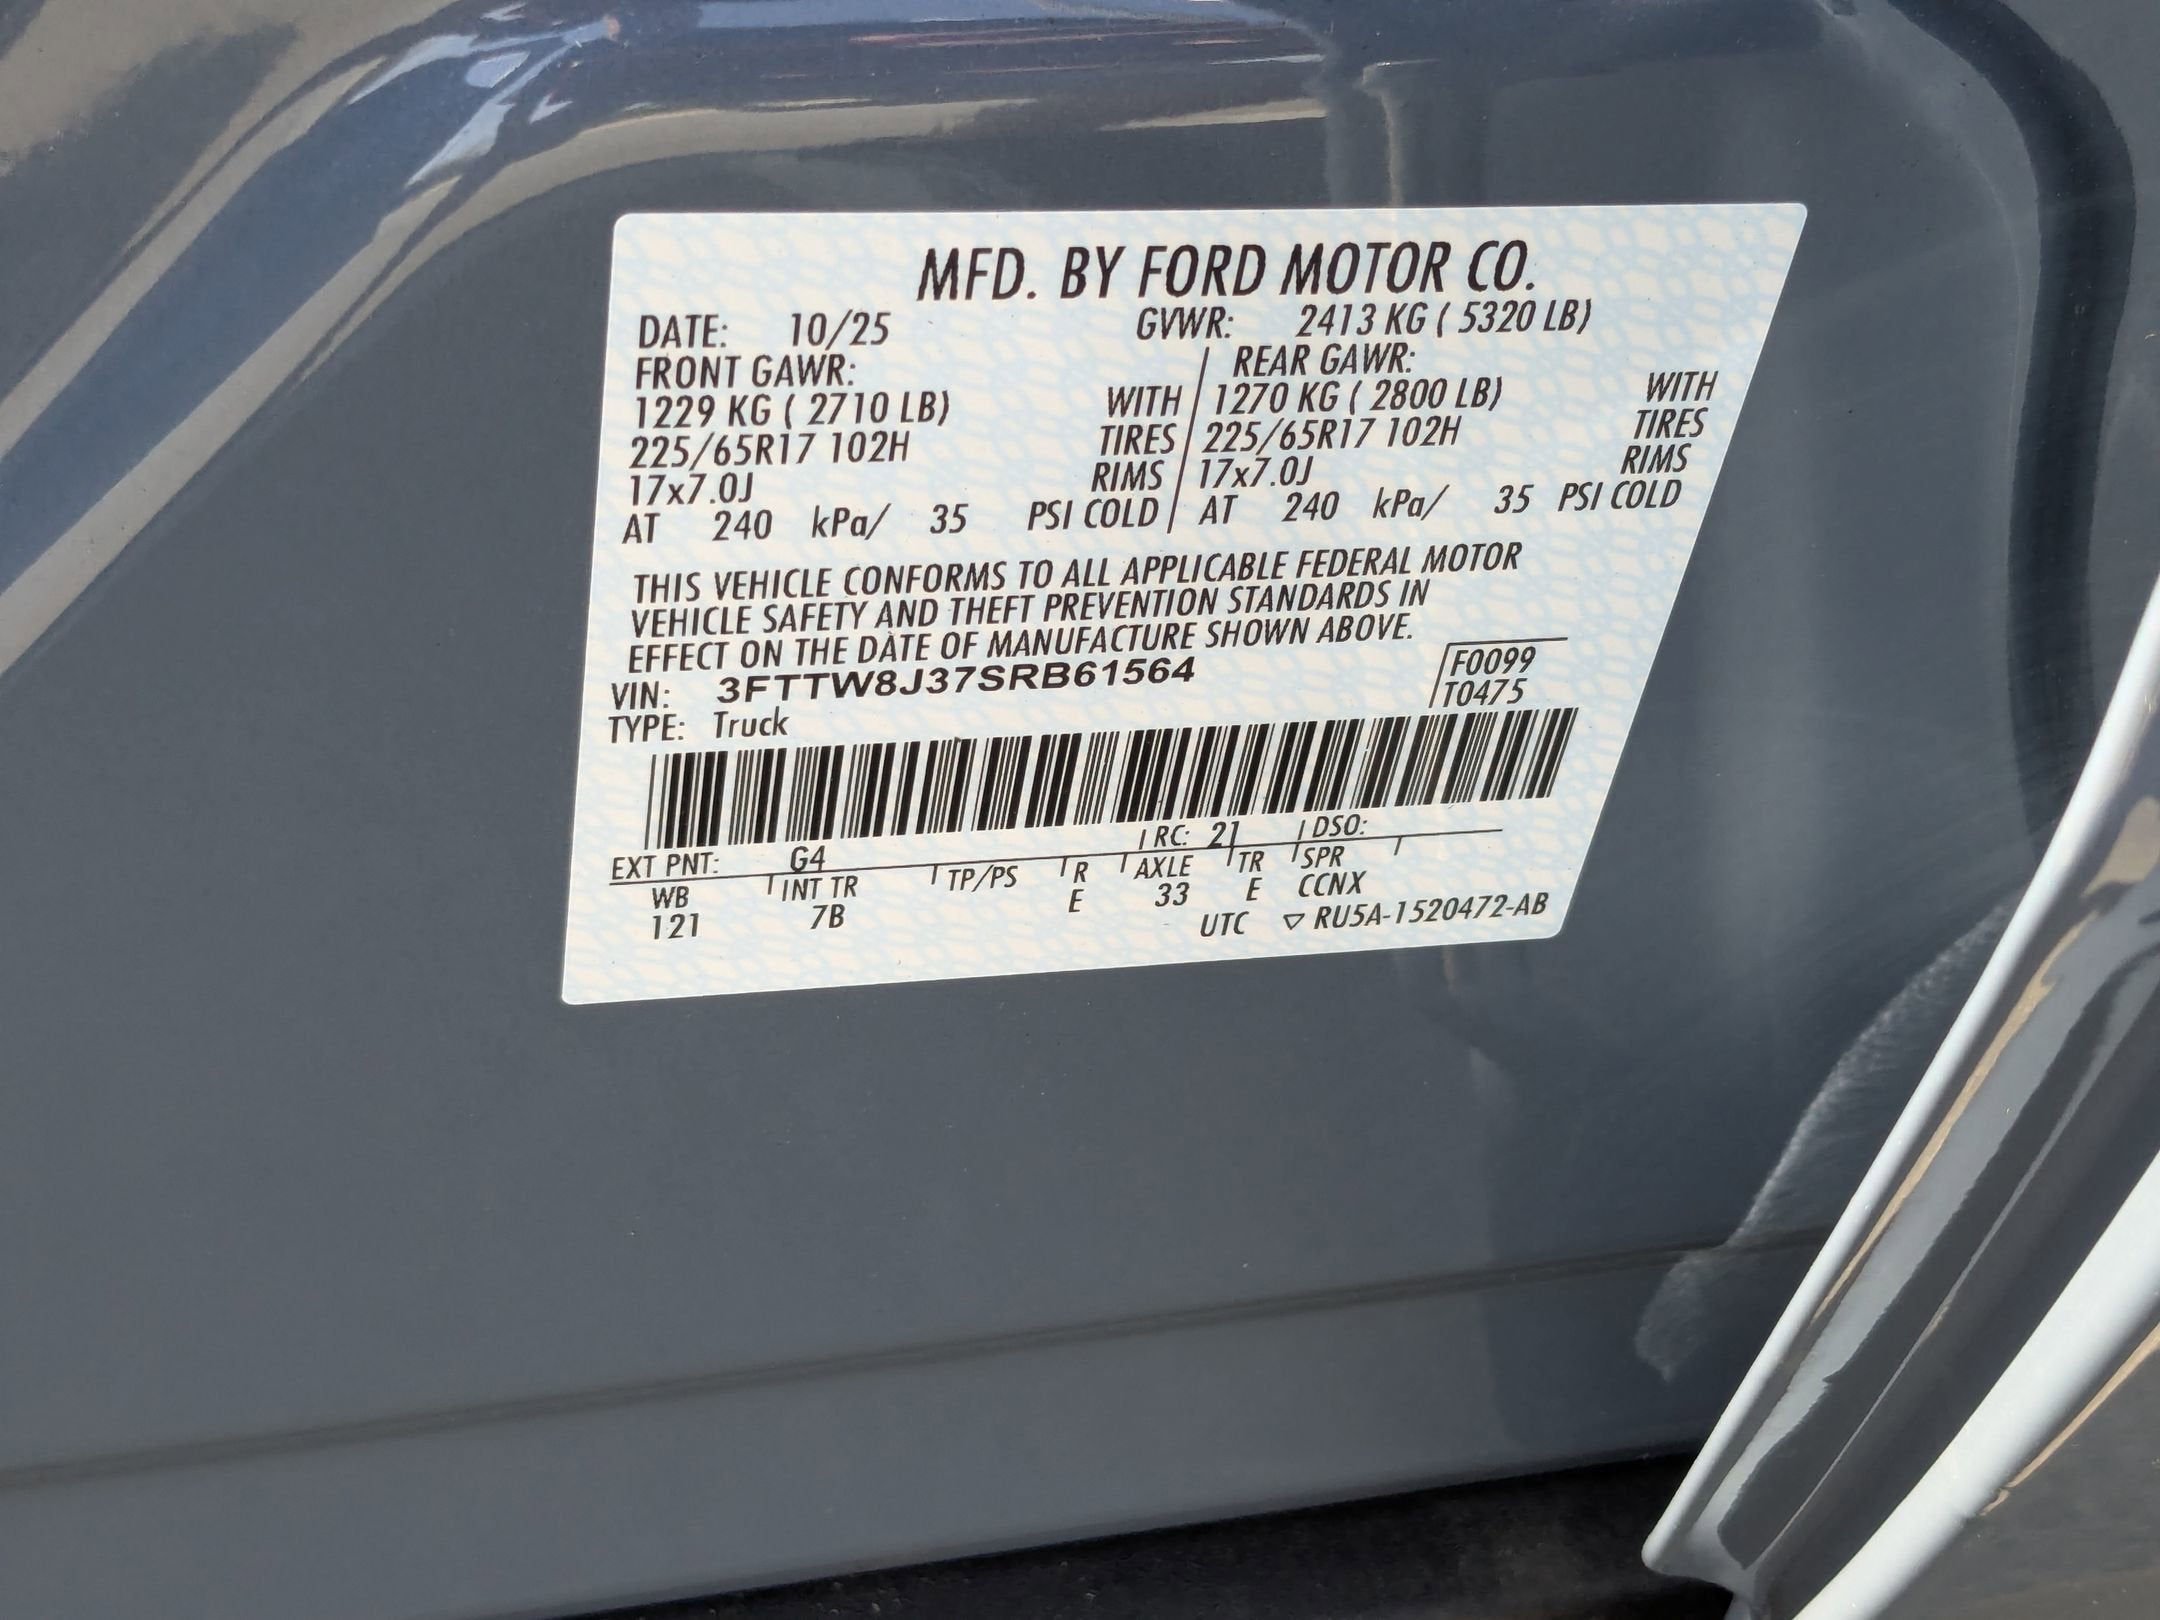 MFD. BY FORD MOTOR CO.
DATE: 10/25 GVWR: 2413 KG ( 5320 LB)
FRONT GAWR: REAR GAWR:
1229 KG ( 2710 LB) WITH 1270 KG ( 2800 LB) WITH
225/65R17 102H TIRES 225/65R17 102H TIRES
17x7.0J RIMS 17x7.0J RIMS
AT 240 kPa/ 35 PSI COLD AT 240 kPa/ 35 PSI COLD
THIS VEHICLE CONFORMS TO ALL APPLICABLE FEDERAL MOTOR
VEHICLE SAFETY AND THEFT PREVENTION STANDARDS IN
EFFECT ON THE DATE OF MANUFACTURE SHOWN ABOVE.
VIN: 3FTTW8J37SRB61564 F0099
TYPE: Truck T0475
EXT PNT: G4 RC: 21 DSO:
WB INT TR TP/PS R AXLE TR SPR
121 7B E 33 E CCNX
UTC ▽ RU5A-1520472-AB